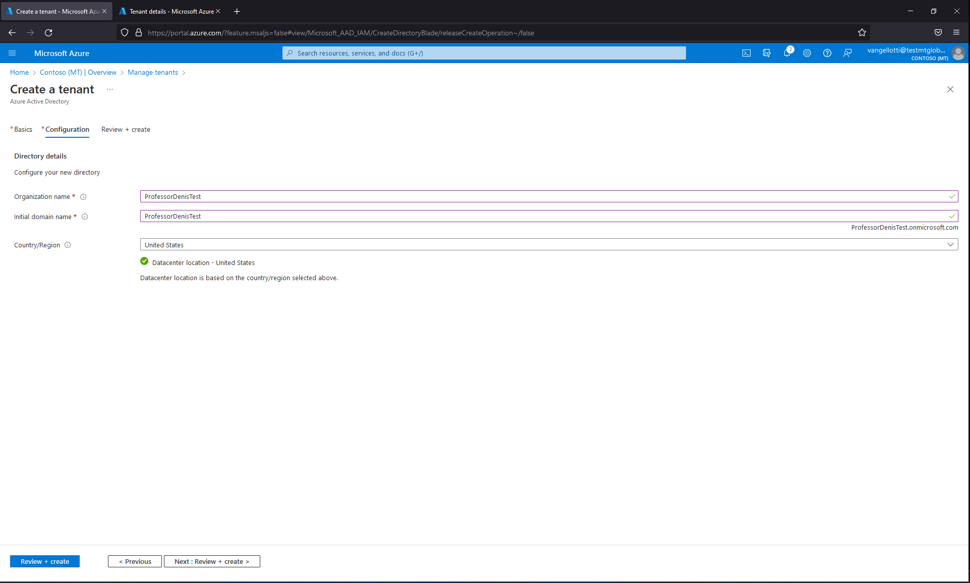 Create a tenant - Microsoft Azu
Tenant details - Microsoft Azure
https://portal.azure.com/?feature.msaljs=false#view/Microsoft_AAD_IAM/CreateDirectoryBlade/releaseCreateOperation~/false
Microsoft Azure
Search resources, services, and docs (G+/)
2
vangellotti@testmtglob...
CONTOSO (MT)
Home > Contoso (MT) | Overview > Manage tenants >
Create a tenant ...
Azure Active Directory
* Basics * Configuration Review + create
Directory details
Configure your new directory
Organization name * ProfessorDenisTest
Initial domain name * ProfessorDenisTest
ProfessorDenisTest.onmicrosoft.com
Country/Region United States
Datacenter location - United States
Datacenter location is based on the country/region selected above.
Review + create < Previous Next : Review + create >